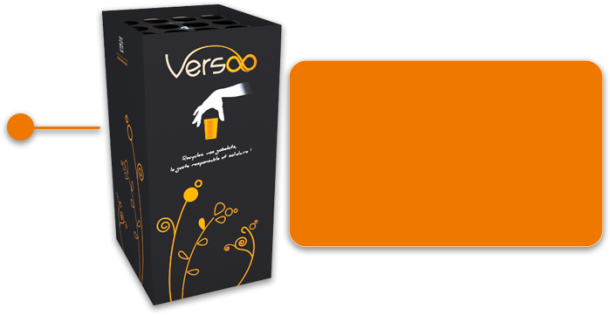 Versoo
Recyclez vos gobelets,
le geste responsable et solidaire !